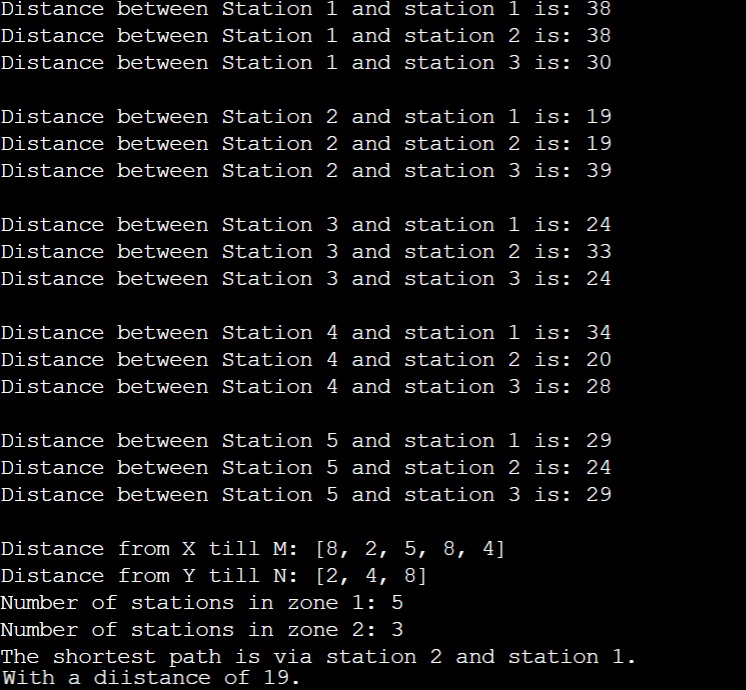 Distance between Station 1 and station 1 is: 38
Distance between Station 1 and station 2 is: 38
Distance between Station 1 and station 3 is: 30
Distance between Station 2 and station 1 is: 19
Distance between Station 2 and station 2 is: 19
Distance between Station 2 and station 3 is: 39
Distance between Station 3 and station 1 is: 24
Distance between Station 3 and station 2 is: 33
Distance between Station 3 and station 3 is: 24
Distance between Station 4 and station 1 is: 34
Distance between Station 4 and station 2 is: 20
Distance between Station 4 and station 3 is: 28
Distance between Station 5 and station 1 is: 29
Distance between Station 5 and station 2 is: 24
Distance between Station 5 and station 3 is: 29
Distance from X till M: [8, 2, 5, 8, 4]
Distance from Y till N: [2, 4, 8]
Number of stations in zone 1: 5
Number of stations in zone 2: 3
The shortest path is via station 2 and station 1.
With a diistance of 19.